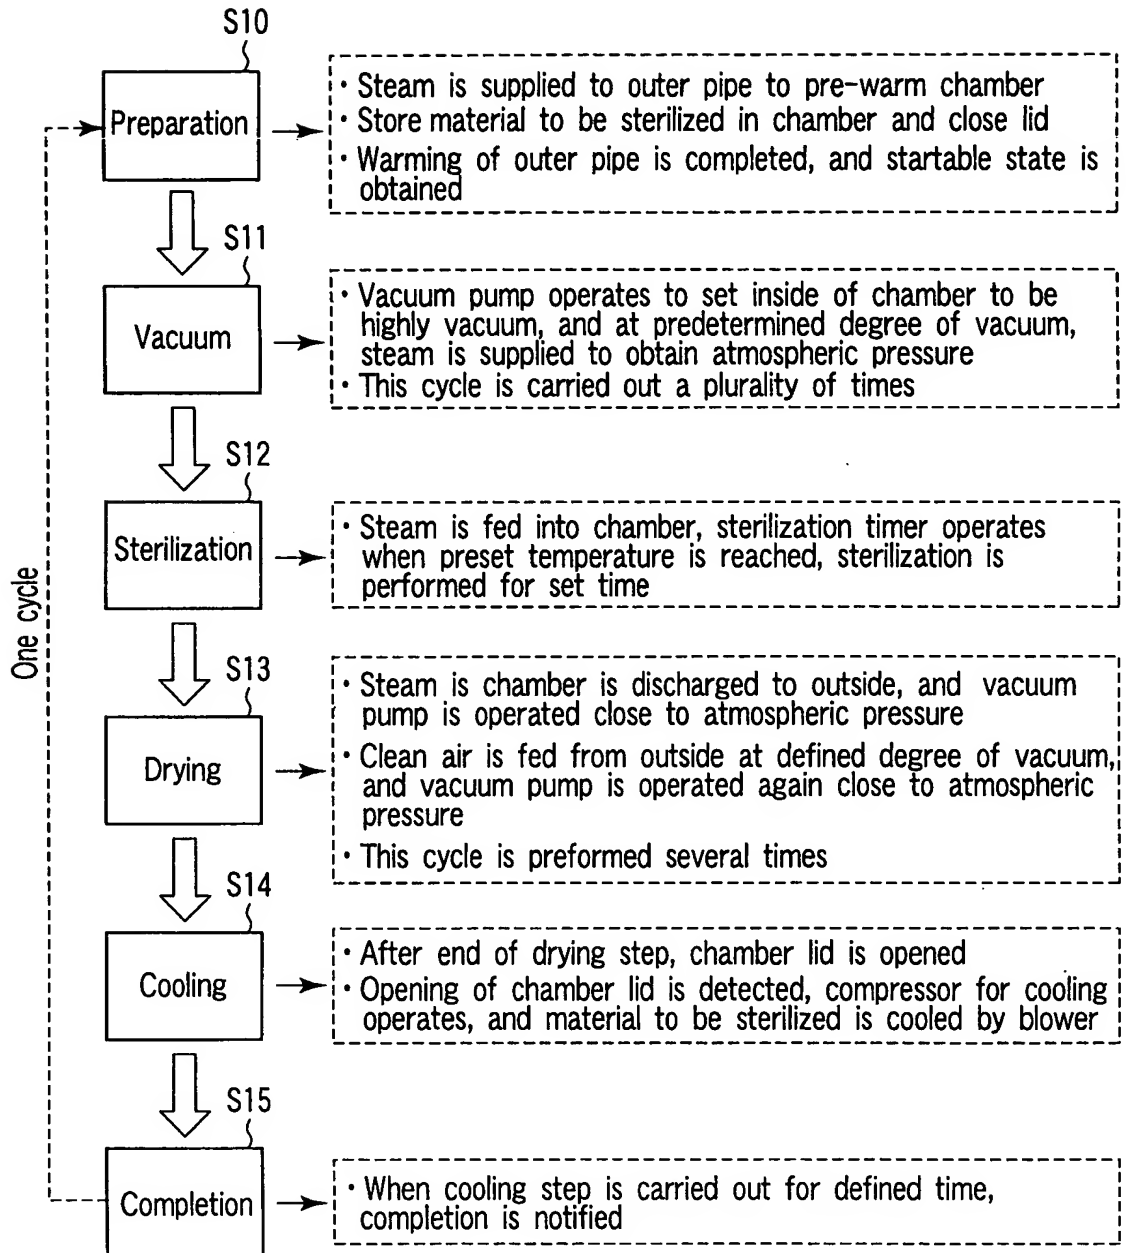 S10
Preparation
· Steam is supplied to outer pipe to pre-warm chamber
· Store material to be sterilized in chamber and close lid
· Warming of outer pipe is completed, and startable state is
obtained
S11
Vacuum
· Vacuum pump operates to set inside of chamber to be
highly vacuum, and at predetermined degree of vacuum,
steam is supplied to obtain atmospheric pressure
· This cycle is carried out a plurality of times
S12
Sterilization
· Steam is fed into chamber, sterilization timer operates
when preset temperature is reached, sterilization is
performed for set time
One cycle
S13
Drying
· Steam is chamber is discharged to outside, and vacuum
pump is operated close to atmospheric pressure
· Clean air is fed from outside at defined degree of vacuum,
and vacuum pump is operated again close to atmospheric
pressure
· This cycle is preformed several times
S14
Cooling
· After end of drying step, chamber lid is opened
· Opening of chamber lid is detected, compressor for cooling
operates, and material to be sterilized is cooled by blower
S15
Completion
· When cooling step is carried out for defined time,
completion is notified